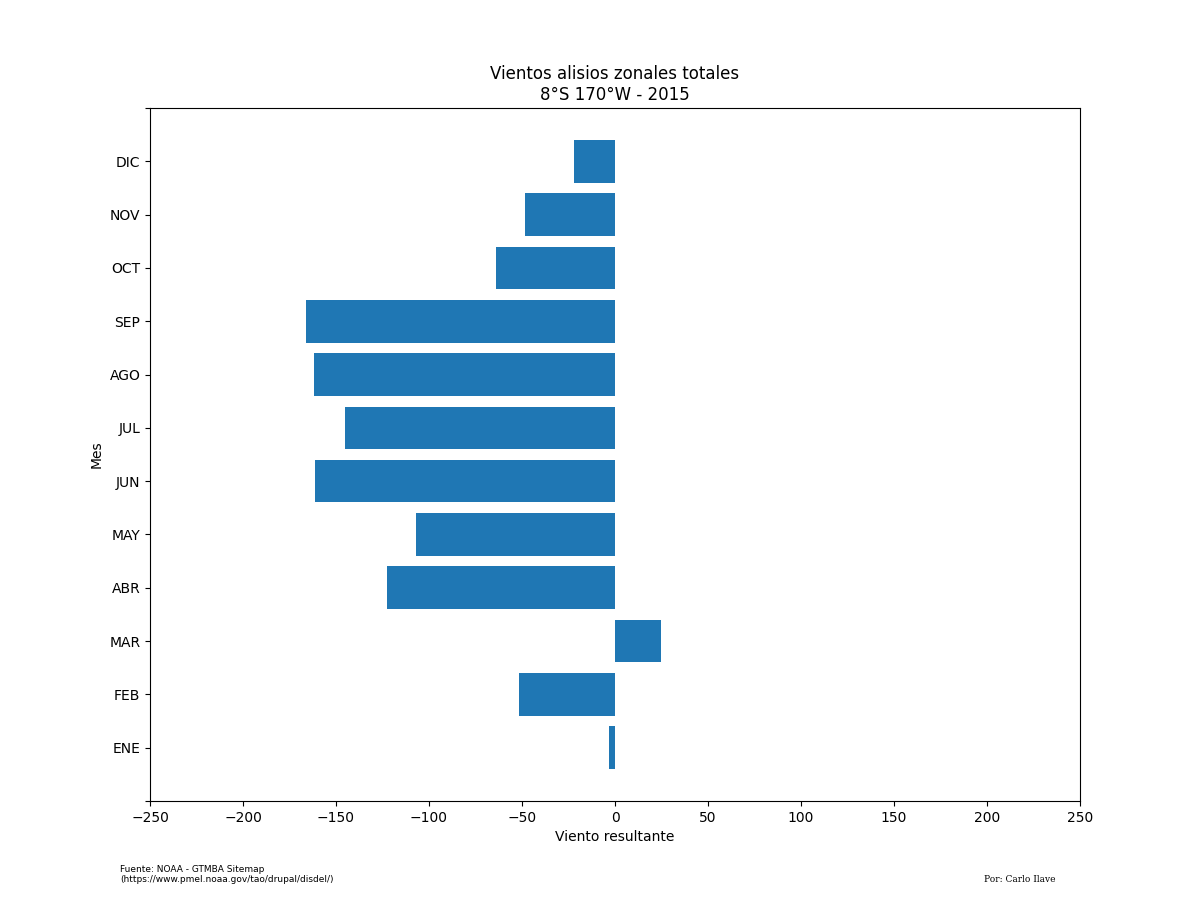 Vientos alisios zonales totales
8°S 170°W - 2015
DIC
NOV
OCT
SEP
AGO
JUL
JUN
MAY
ABR
MAR
FEB
ENE
Mes
−250 −200 −150 −100 −50 0 50 100 150 200 250
Viento resultante
Fuente: NOAA - GTMBA Sitemap
(https://www.pmel.noaa.gov/tao/drupal/disdel/)
Por: Carlo Ilave